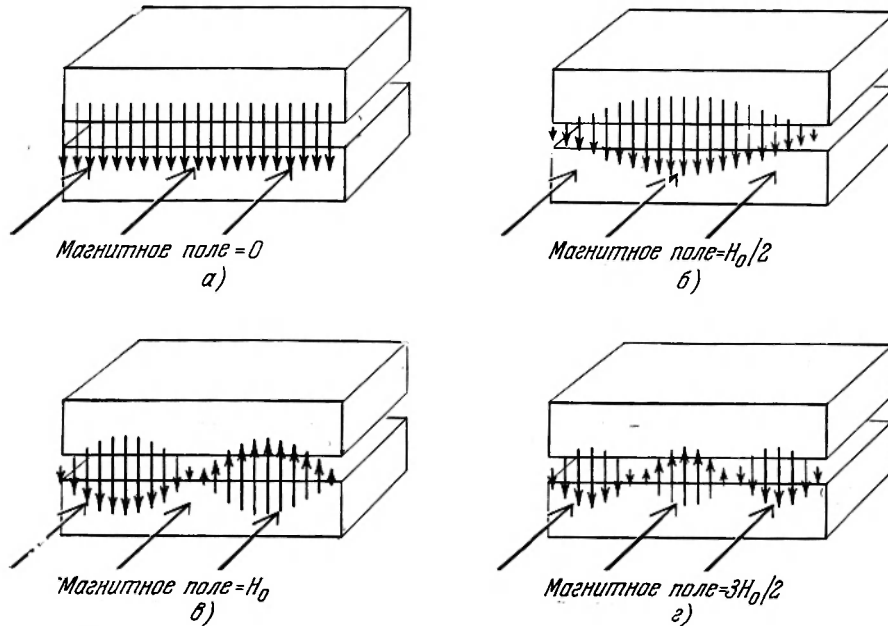 Магнитное поле = 0
а)
Магнитное поле=H₀/2
б)
Магнитное поле=H₀
в)
Магнитное поле=3H₀/2
г)